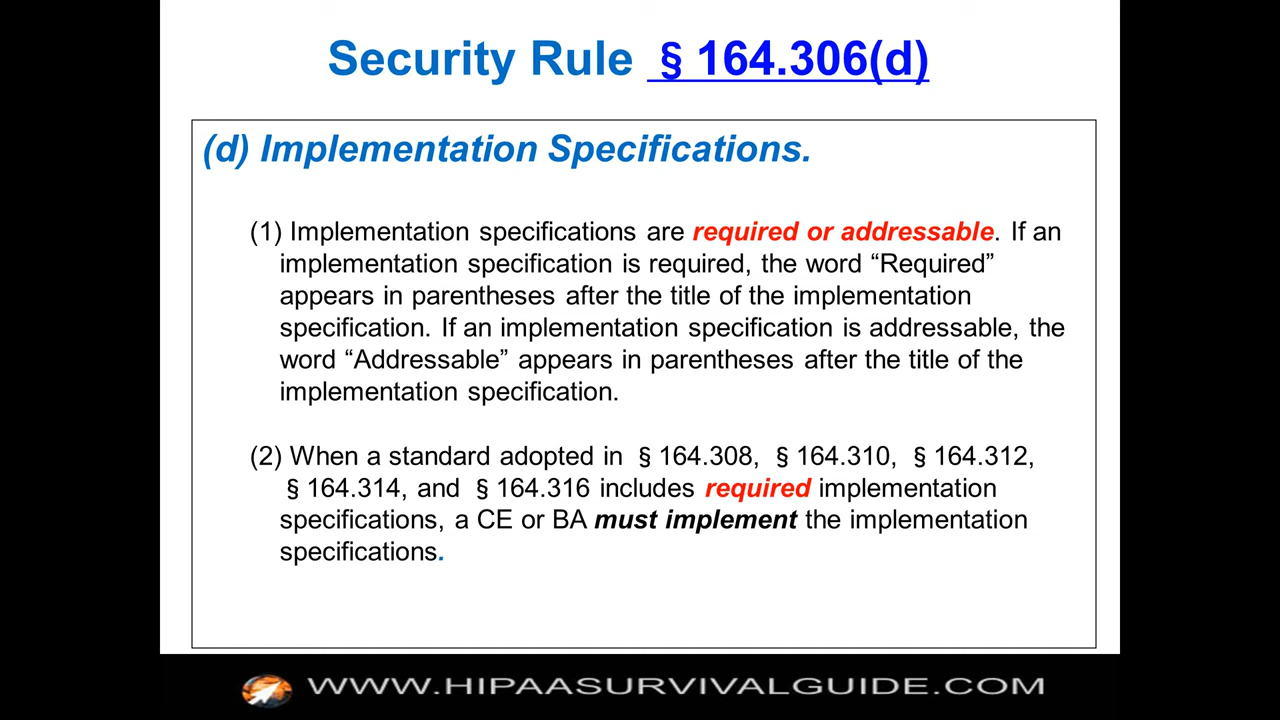 Security Rule § 164.306(d)
(d) Implementation Specifications.
(1) Implementation specifications are required or addressable. If an
implementation specification is required, the word “Required”
appears in parentheses after the title of the implementation
specification. If an implementation specification is addressable, the
word “Addressable” appears in parentheses after the title of the
implementation specification.
(2) When a standard adopted in § 164.308, § 164.310, § 164.312,
§ 164.314, and § 164.316 includes required implementation
specifications, a CE or BA must implement the implementation
specifications.
WWW.HIPAASURVIVALGUIDE.COM